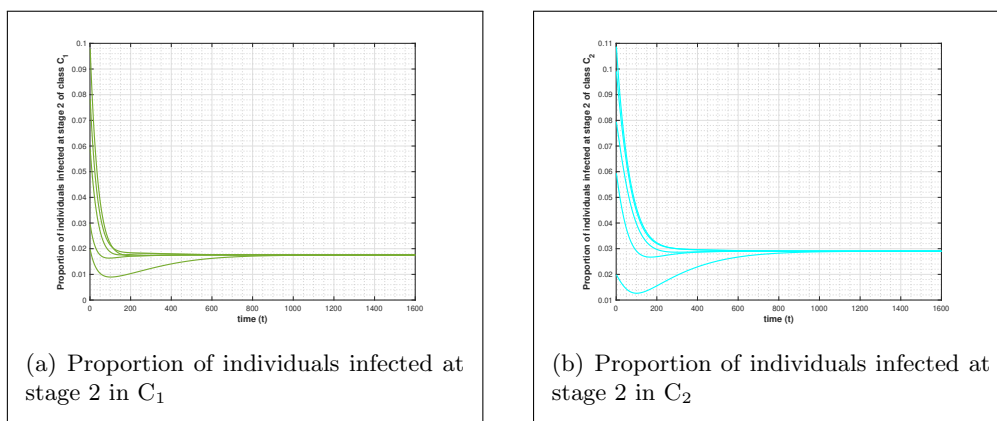 Proportion of individuals infected at stage 2 of class C₁
0.1
0.09
0.08
0.07
0.06
0.05
0.04
0.03
0.02
0.01
0
0 200 400 600 800 1000 1200 1400 1600
time (t)
(a) Proportion of individuals infected at
stage 2 in C₁
Proportion of individuals infected at stage 2 of class C₂
0.11
0.1
0.09
0.08
0.07
0.06
0.05
0.04
0.03
0.02
0.01
0 200 400 600 800 1000 1200 1400 1600
time (t)
(b) Proportion of individuals infected at
stage 2 in C₂